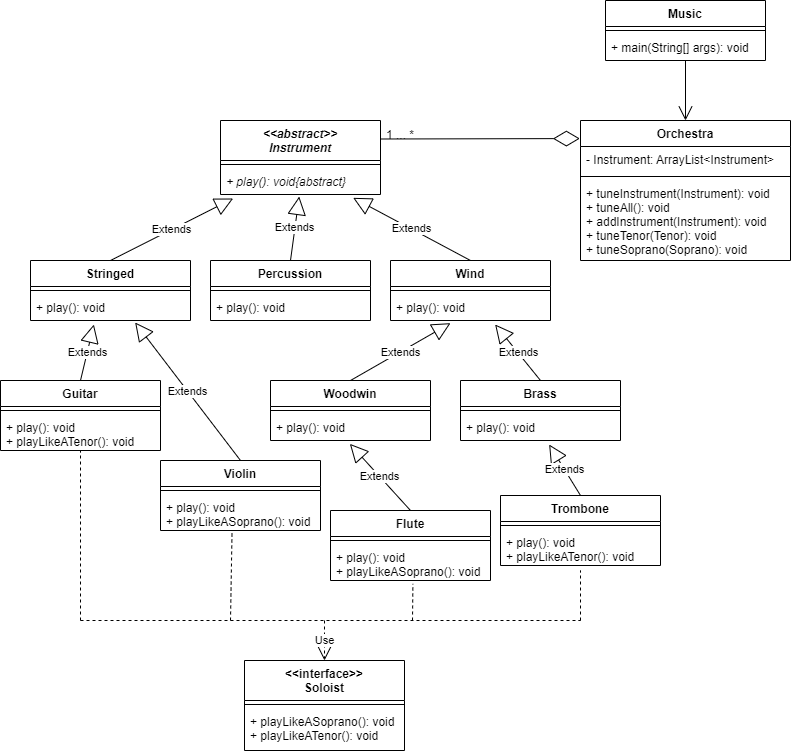 Music
+ main(String[] args): void
<<abstract>>
Instrument
+ play(): void{abstract}
1 ... *
Orchestra
- Instrument: ArrayList<Instrument>
+ tuneInstrument(Instrument): void
+ tuneAll(): void
+ addInstrument(Instrument): void
+ tuneTenor(Tenor): void
+ tuneSoprano(Soprano): void
Extends
Extends
Extends
Stringed
+ play(): void
Percussion
+ play(): void
Wind
+ play(): void
Extends
Extends
Extends
Extends
Guitar
+ play(): void
+ playLikeATenor(): void
Woodwin
+ play(): void
Brass
+ play(): void
Violin
+ play(): void
+ playLikeASoprano(): void
Extends
Extends
Flute
+ play(): void
+ playLikeASoprano(): void
Trombone
+ play(): void
+ playLikeATenor(): void
Use
<<interface>>
Soloist
+ playLikeASoprano(): void
+ playLikeATenor(): void